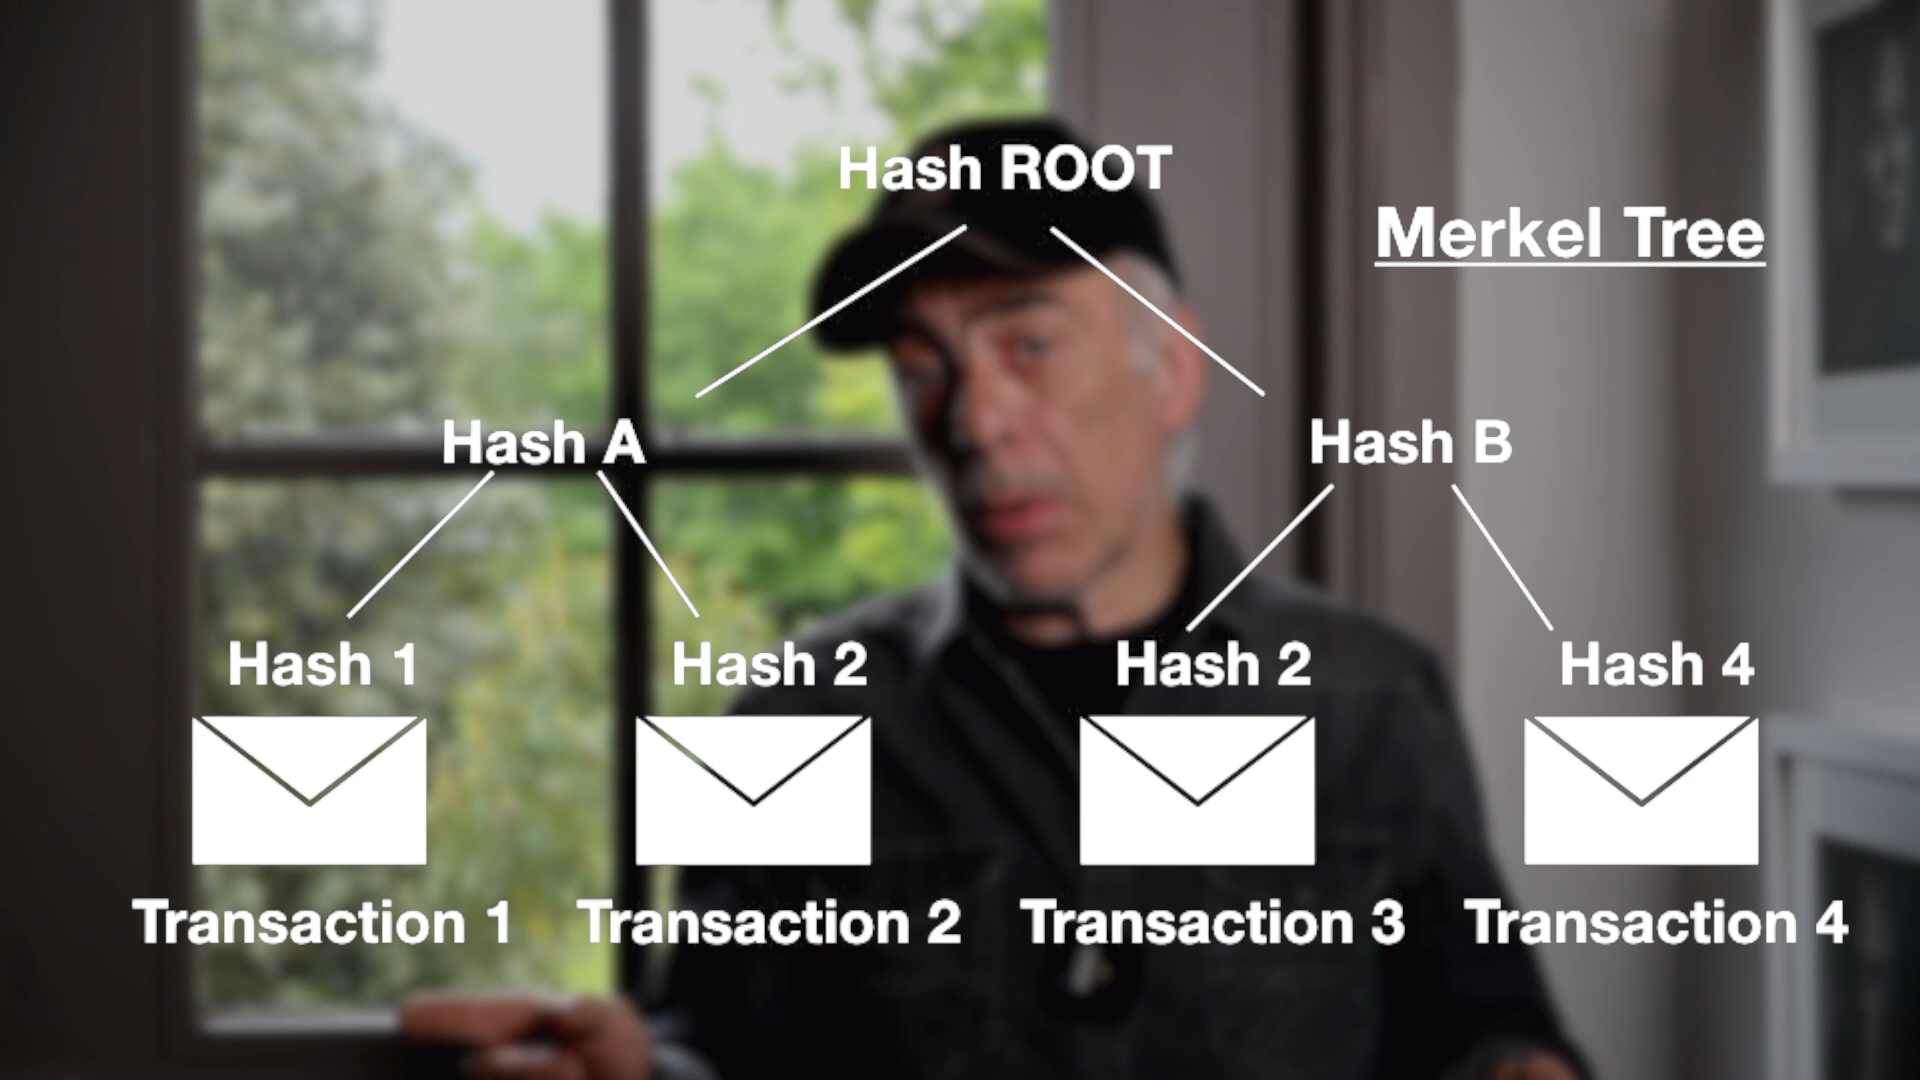 Hash ROOT
Merkel Tree
Hash A
Hash B
Hash 1
Hash 2
Hash 2
Hash 4
Transaction 1
Transaction 2
Transaction 3
Transaction 4